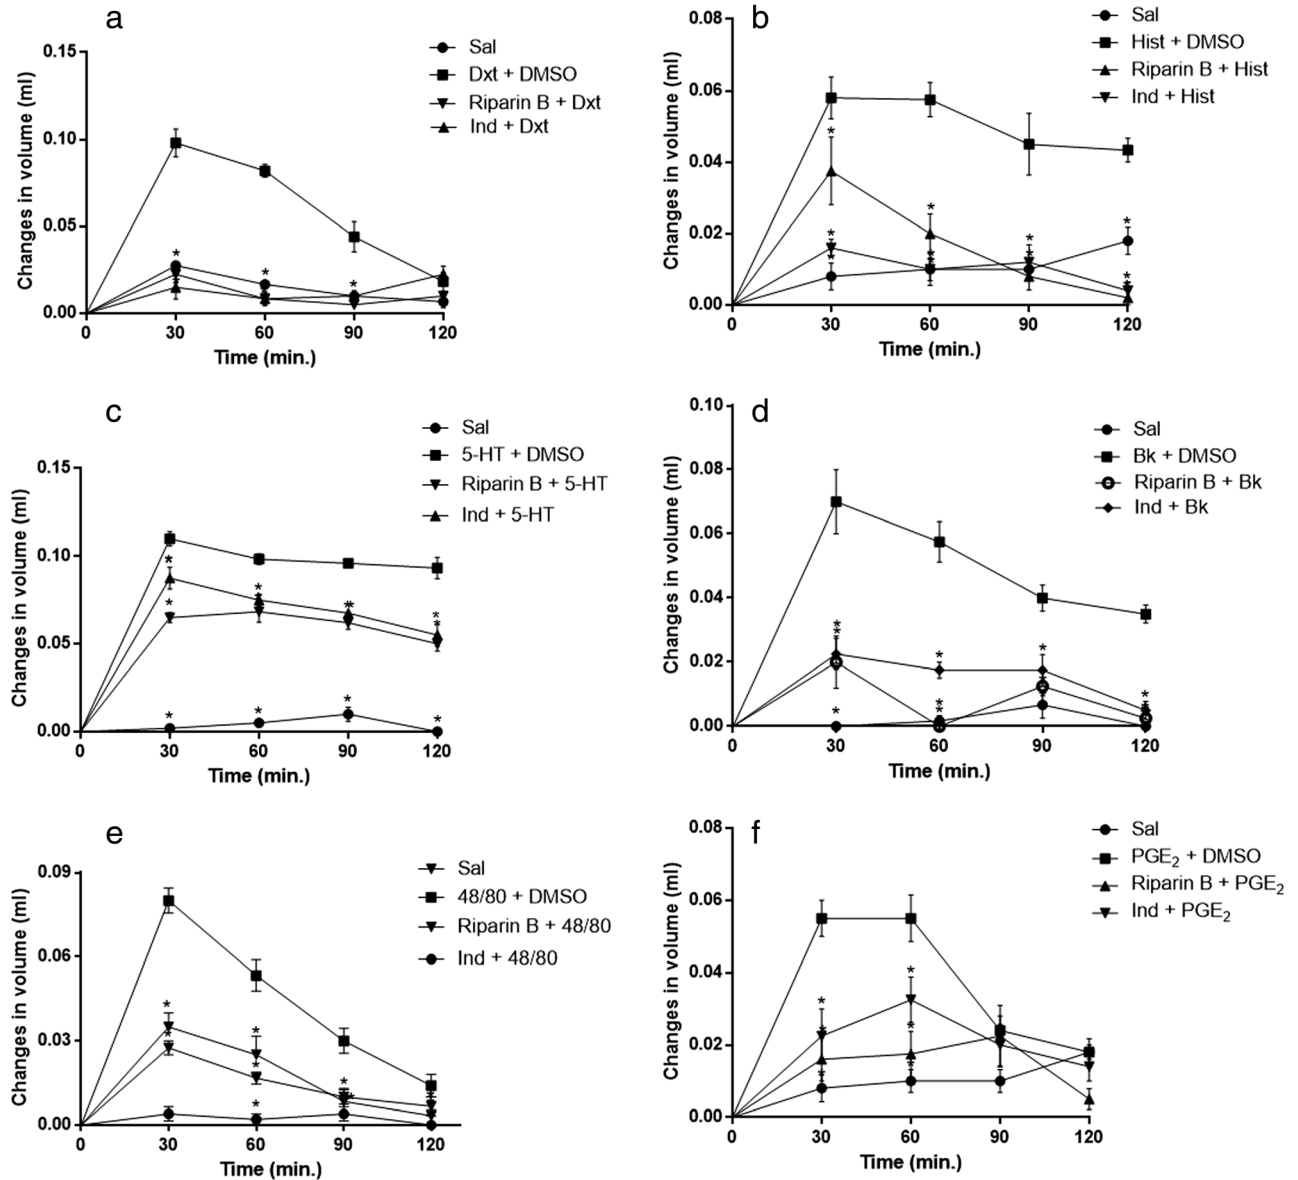 a
Changes in volume (ml)
0.15
0.10
0.05
0.00
0
30
60
90
120
Time (min.)
Sal
Dxt + DMSO
Riparin B + Dxt
Ind + Dxt
*
*
*
b
Changes in volume (ml)
0.08
0.06
0.04
0.02
0.00
0
30
60
90
120
Time (min.)
Sal
Hist + DMSO
Riparin B + Hist
Ind + Hist
c
Changes in volume (ml)
0.15
0.10
0.05
0.00
0
30
60
90
120
Time (min.)
Sal
5-HT + DMSO
Riparin B + 5-HT
Ind + 5-HT
d
Changes in volume (ml)
0.10
0.08
0.06
0.04
0.02
0.00
0
30
60
90
120
Time (min.)
Sal
Bk + DMSO
Riparin B + Bk
Ind + Bk
e
Changes in volume (ml)
0.09
0.06
0.03
0.00
0
30
60
90
120
Time (min.)
Sal
48/80 + DMSO
Riparin B + 48/80
Ind + 48/80
f
Changes in volume (ml)
0.08
0.06
0.04
0.02
0.00
0
30
60
90
120
Time (min.)
Sal
PGE₂ + DMSO
Riparin B + PGE₂
Ind + PGE₂